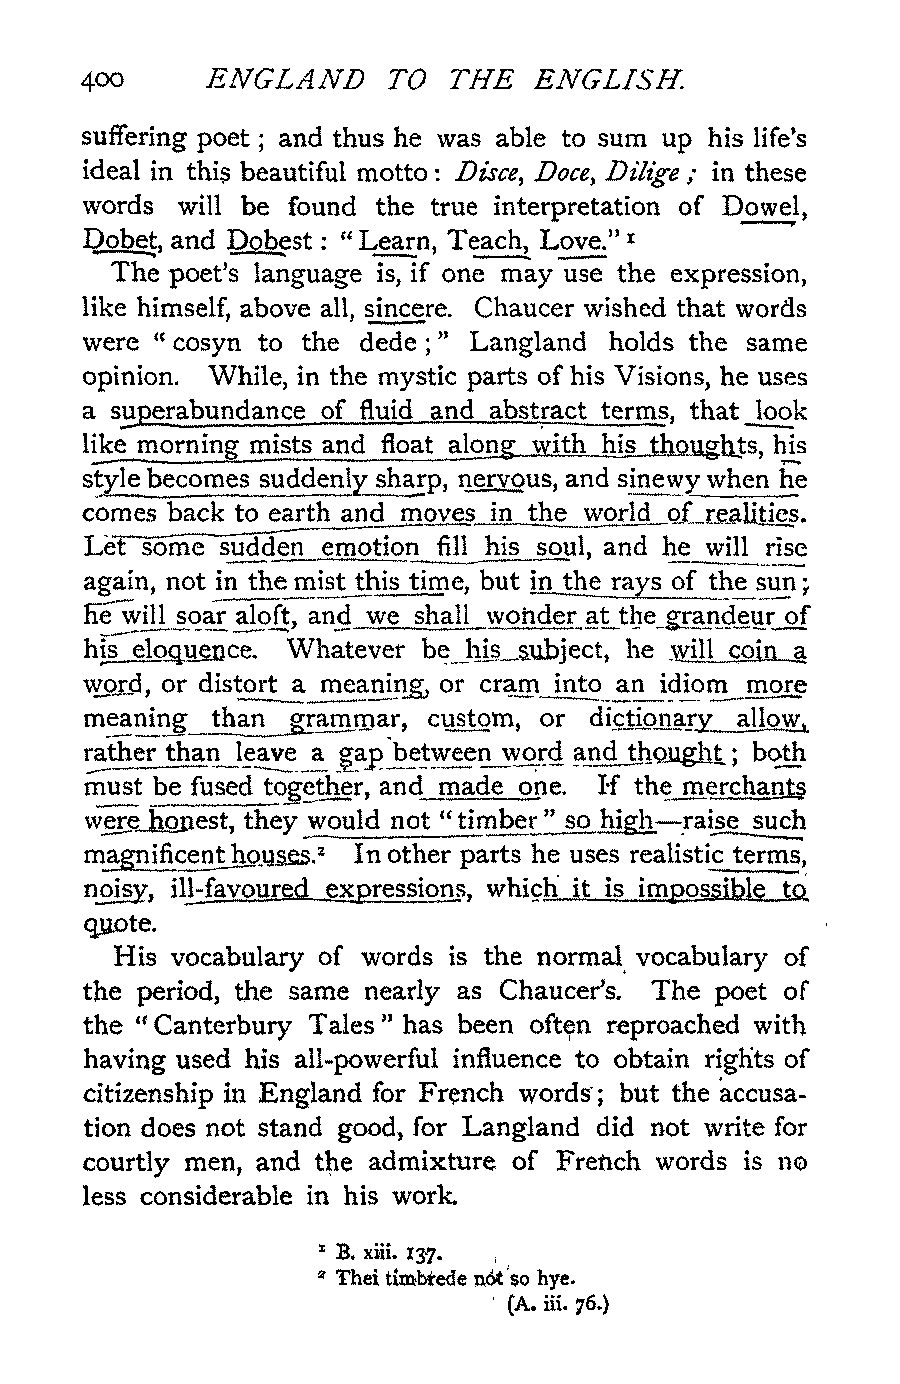 400 ENGLAND TO THE ENGLISH.
suffering poet ; and thus he was able to sum up his life's
ideal in this beautiful motto : Disce, Doce, Dilige ; in these
words will be found the true interpretation of Dowel,
Dobet, and Dobest : "Learn, Teach, Love." ¹
The poet's language is, if one may use the expression,
like himself, above all, sincere. Chaucer wished that words
were "cosyn to the dede ;" Langland holds the same
opinion. While, in the mystic parts of his Visions, he uses
a superabundance of fluid and abstract terms, that look
like morning mists and float along with his thoughts, his
style becomes suddenly sharp, nervous, and sinewy when he
comes back to earth and moves in the world of realities.
Let some sudden emotion fill his soul, and he will rise
again, not in the mist this time, but in the rays of the sun ;
he will soar aloft, and we shall wonder at the grandeur of
his eloquence. Whatever be his subject, he will coin a
word, or distort a meaning, or cram into an idiom more
meaning than grammar, custom, or dictionary allow,
rather than leave a gap between word and thought ; both
must be fused together, and made one. If the merchants
were honest, they would not "timber" so high—raise such
magnificent houses.² In other parts he uses realistic terms,
noisy, ill-favoured expressions, which it is impossible to
quote.
His vocabulary of words is the normal vocabulary of
the period, the same nearly as Chaucer's. The poet of
the "Canterbury Tales" has been often reproached with
having used his all-powerful influence to obtain rights of
citizenship in England for French words ; but the accusa-
tion does not stand good, for Langland did not write for
courtly men, and the admixture of French words is no
less considerable in his work.
¹ B. xiii. 137.
² Thei timbrede not so hye.
(A. iii. 76.)